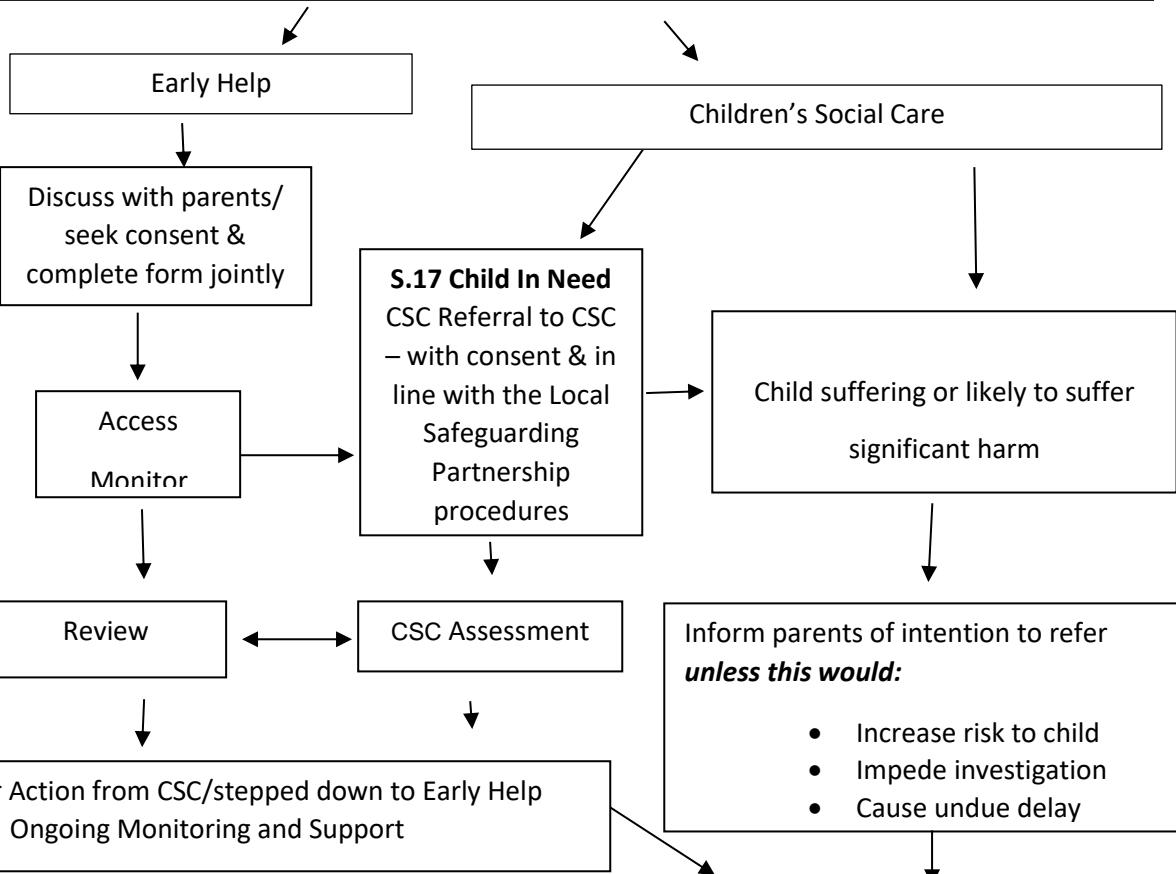 Early Help
Children’s Social Care
Discuss with parents/
seek consent &
complete form jointly
S.17 Child In Need
CSC Referral to CSC
– with consent & in
line with the Local
Safeguarding
Partnership
procedures
Child suffering or likely to suffer
significant harm
Access
Monitor
Review
CSC Assessment
Inform parents of intention to refer
unless this would:
• Increase risk to child
• Impede investigation
• Cause undue delay
Action from CSC/stepped down to Early Help
Ongoing Monitoring and Support